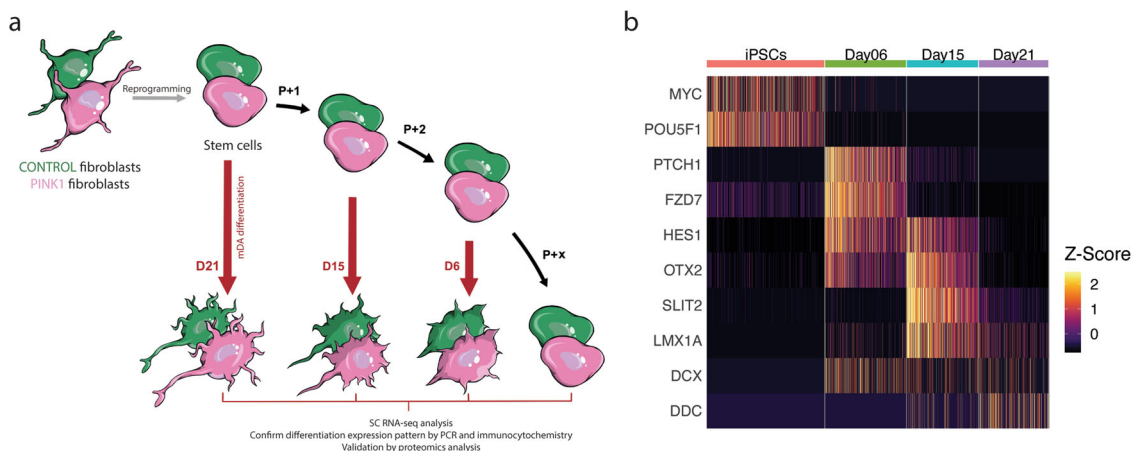 a
Reprogramming
P+1
P+2
P+x
Stem cells
CONTROL fibroblasts
PINK1 fibroblasts
mDA differentiation
D21
D15
D6
SC RNA-seq analysis
Confirm differentiation expression pattern by PCR and immunocytochemistry
Validation by proteomics analysis
b
iPSCs
Day06
Day15
Day21
MYC
POU5F1
PTCH1
FZD7
HES1
OTX2
SLIT2
LMX1A
DCX
DDC
Z-Score
2
1
0